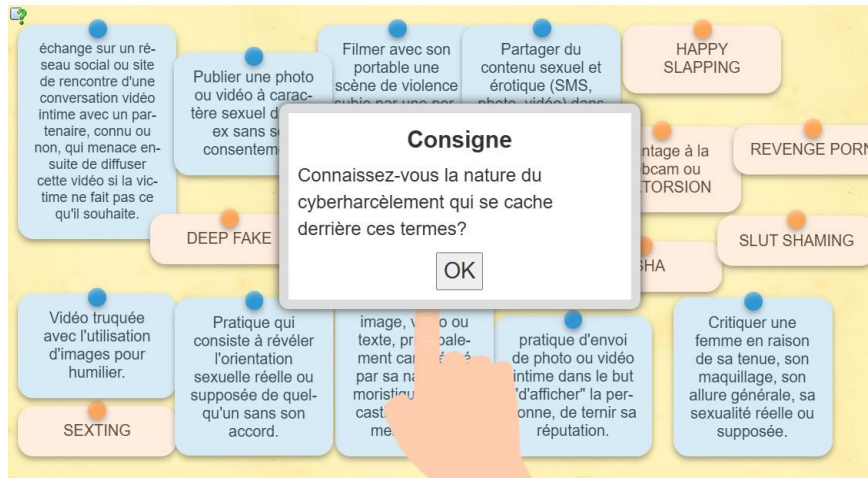 échange sur un ré-
seau social ou site
de rencontre d'une
conversation vidéo
intime avec un par-
tenaire, connu ou
non, qui menace en-
suite de diffuser
cette vidéo si la vic-
time ne fait pas ce
qu'il souhaite.
Publier une photo
ou vidéo à carac-
tère sexuel d
ex sans s
consentem
Filmer avec son
portable une
scène de violence
Partager du
contenu sexuel et
érotique (SMS,
HAPPY
SLAPPING
Consigne
Connaissez-vous la nature du
cyberharcèlement qui se cache
derrière ces termes?
OK
ntage à la
bcam ou
TORSION
REVENGE PORN
DEEP FAKE
SHA
SLUT SHAMING
Vidéo truquée
avec l'utilisation
d'images pour
humilier.
Pratique qui
consiste à révéler
l'orientation
sexuelle réelle ou
supposée de quel-
qu'un sans son
accord.
image, ou
texte,
ment
par sa
pratique d'envoi
de photo ou vidéo
intime dans le but
"d'afficher" la per-
sonne, de ternir sa
réputation.
Critiquer une
femme en raison
de sa tenue, son
maquillage, son
allure générale, sa
sexualité réelle ou
supposée.
SEXTING